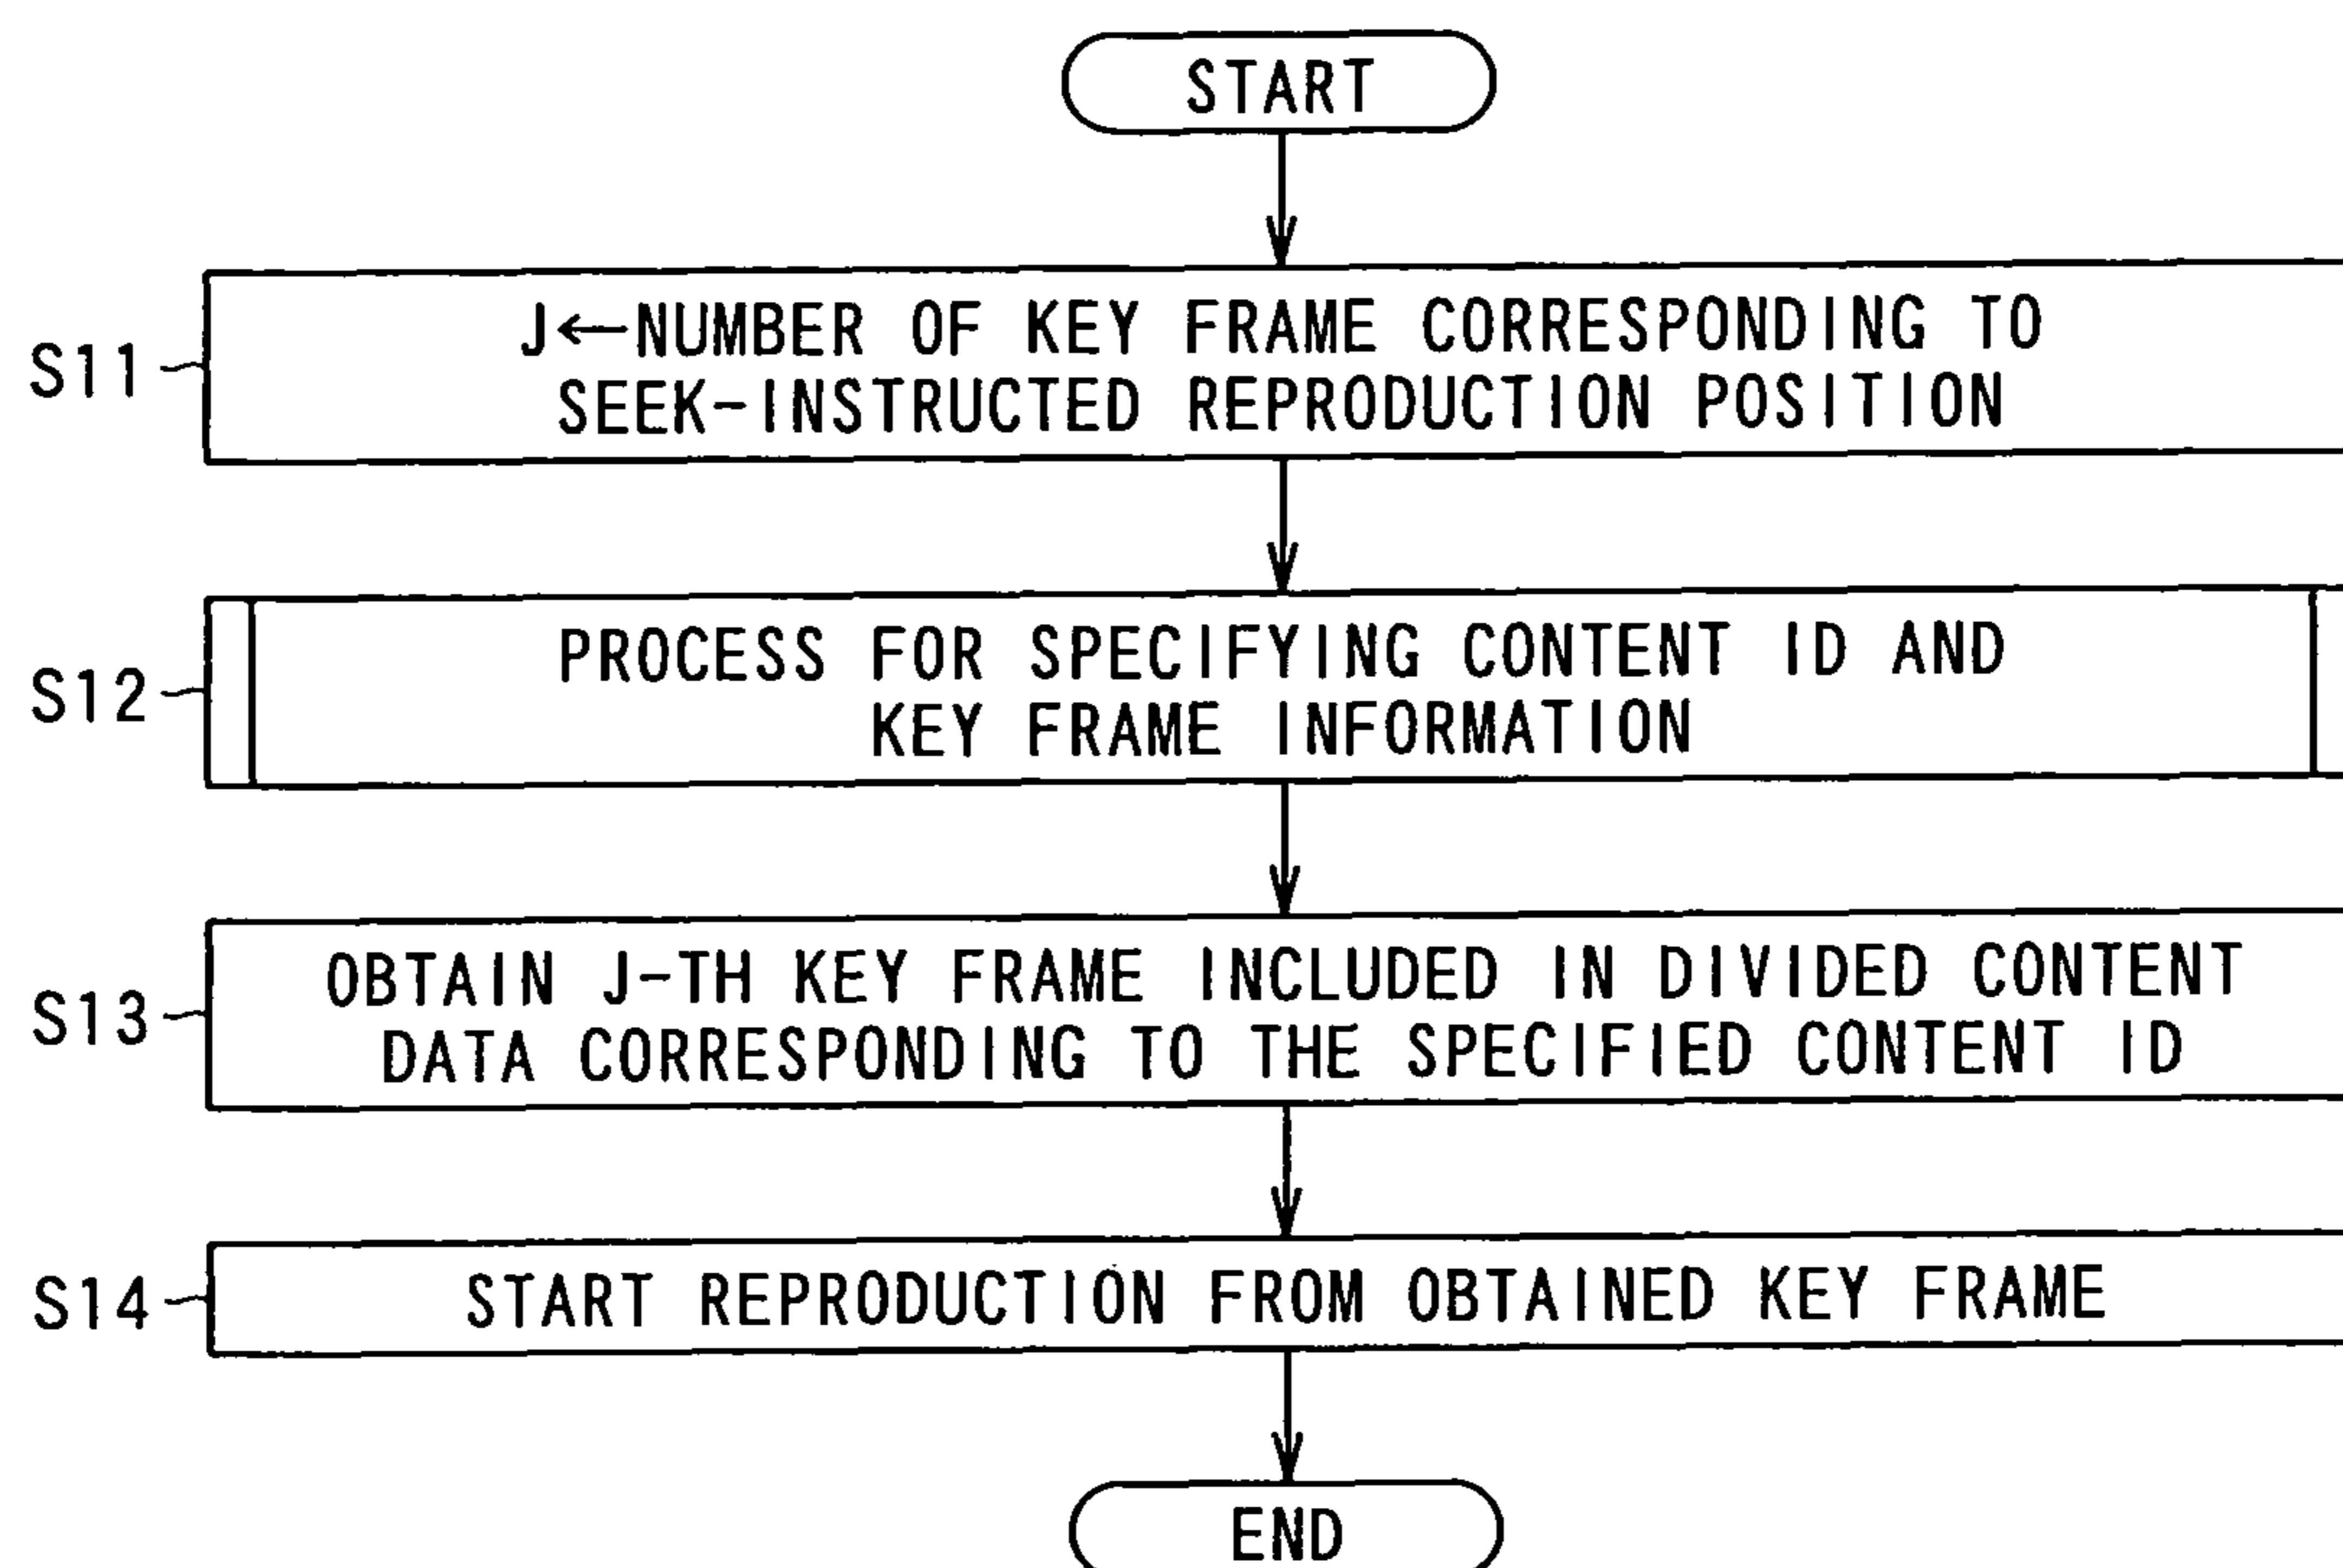 START
J←NUMBER OF KEY FRAME CORRESPONDING TO
SEEK-INSTRUCTED REPRODUCTION POSITION
S11
PROCESS FOR SPECIFYING CONTENT ID AND
KEY FRAME INFORMATION
S12
OBTAIN J-TH KEY FRAME INCLUDED IN DIVIDED CONTENT
DATA CORRESPONDING TO THE SPECIFIED CONTENT ID
S13
START REPRODUCTION FROM OBTAINED KEY FRAME
S14
END